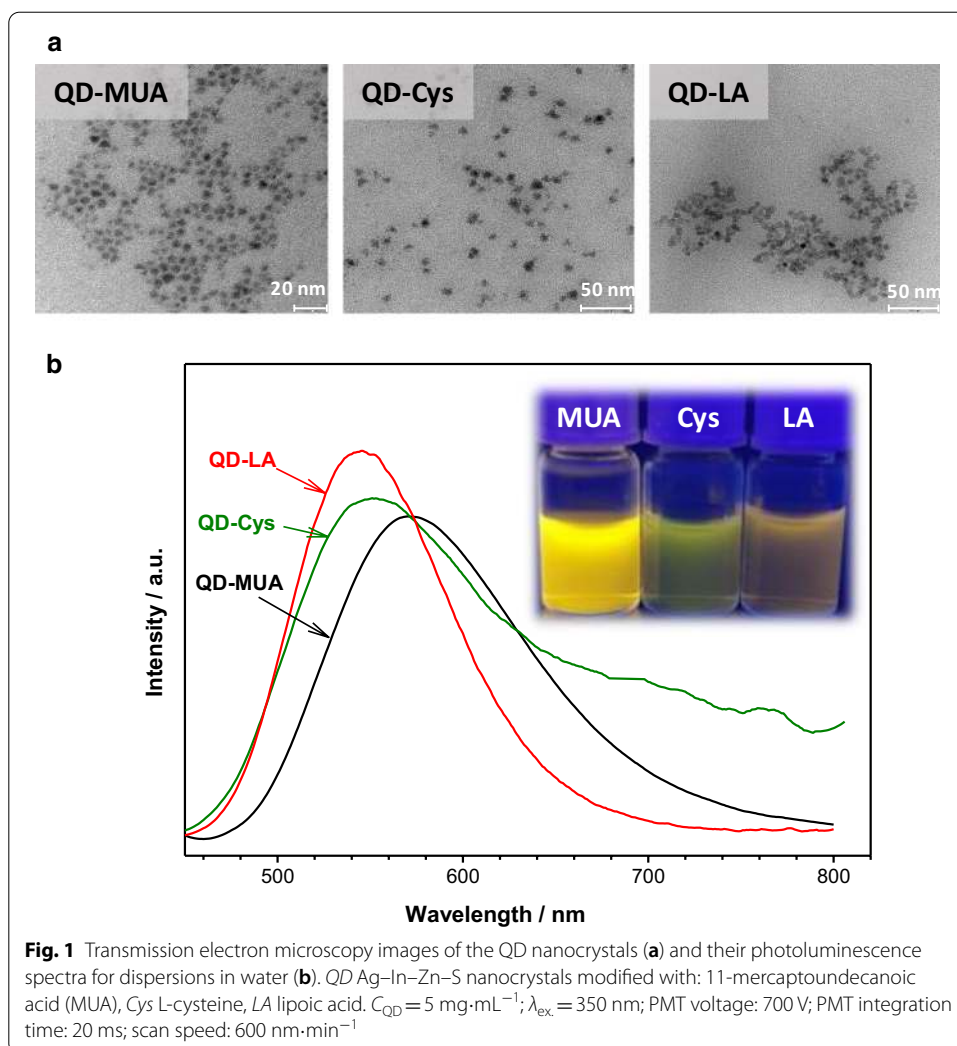 a
QD-MUA
QD-Cys
QD-LA
20 nm
50 nm
50 nm
b
MUA
Cys
LA
QD-LA
QD-Cys
QD-MUA
Intensity / a.u.
500
600
700
800
Wavelength / nm
Fig. 1 Transmission electron microscopy images of the QD nanocrystals (a) and their photoluminescence
spectra for dispersions in water (b). QD Ag–In–Zn–S nanocrystals modified with: 11-mercaptoundecanoic
acid (MUA), Cys L-cysteine, LA lipoic acid. C_QD = 5 mg·mL⁻¹; λ_ex. = 350 nm; PMT voltage: 700 V; PMT integration
time: 20 ms; scan speed: 600 nm·min⁻¹